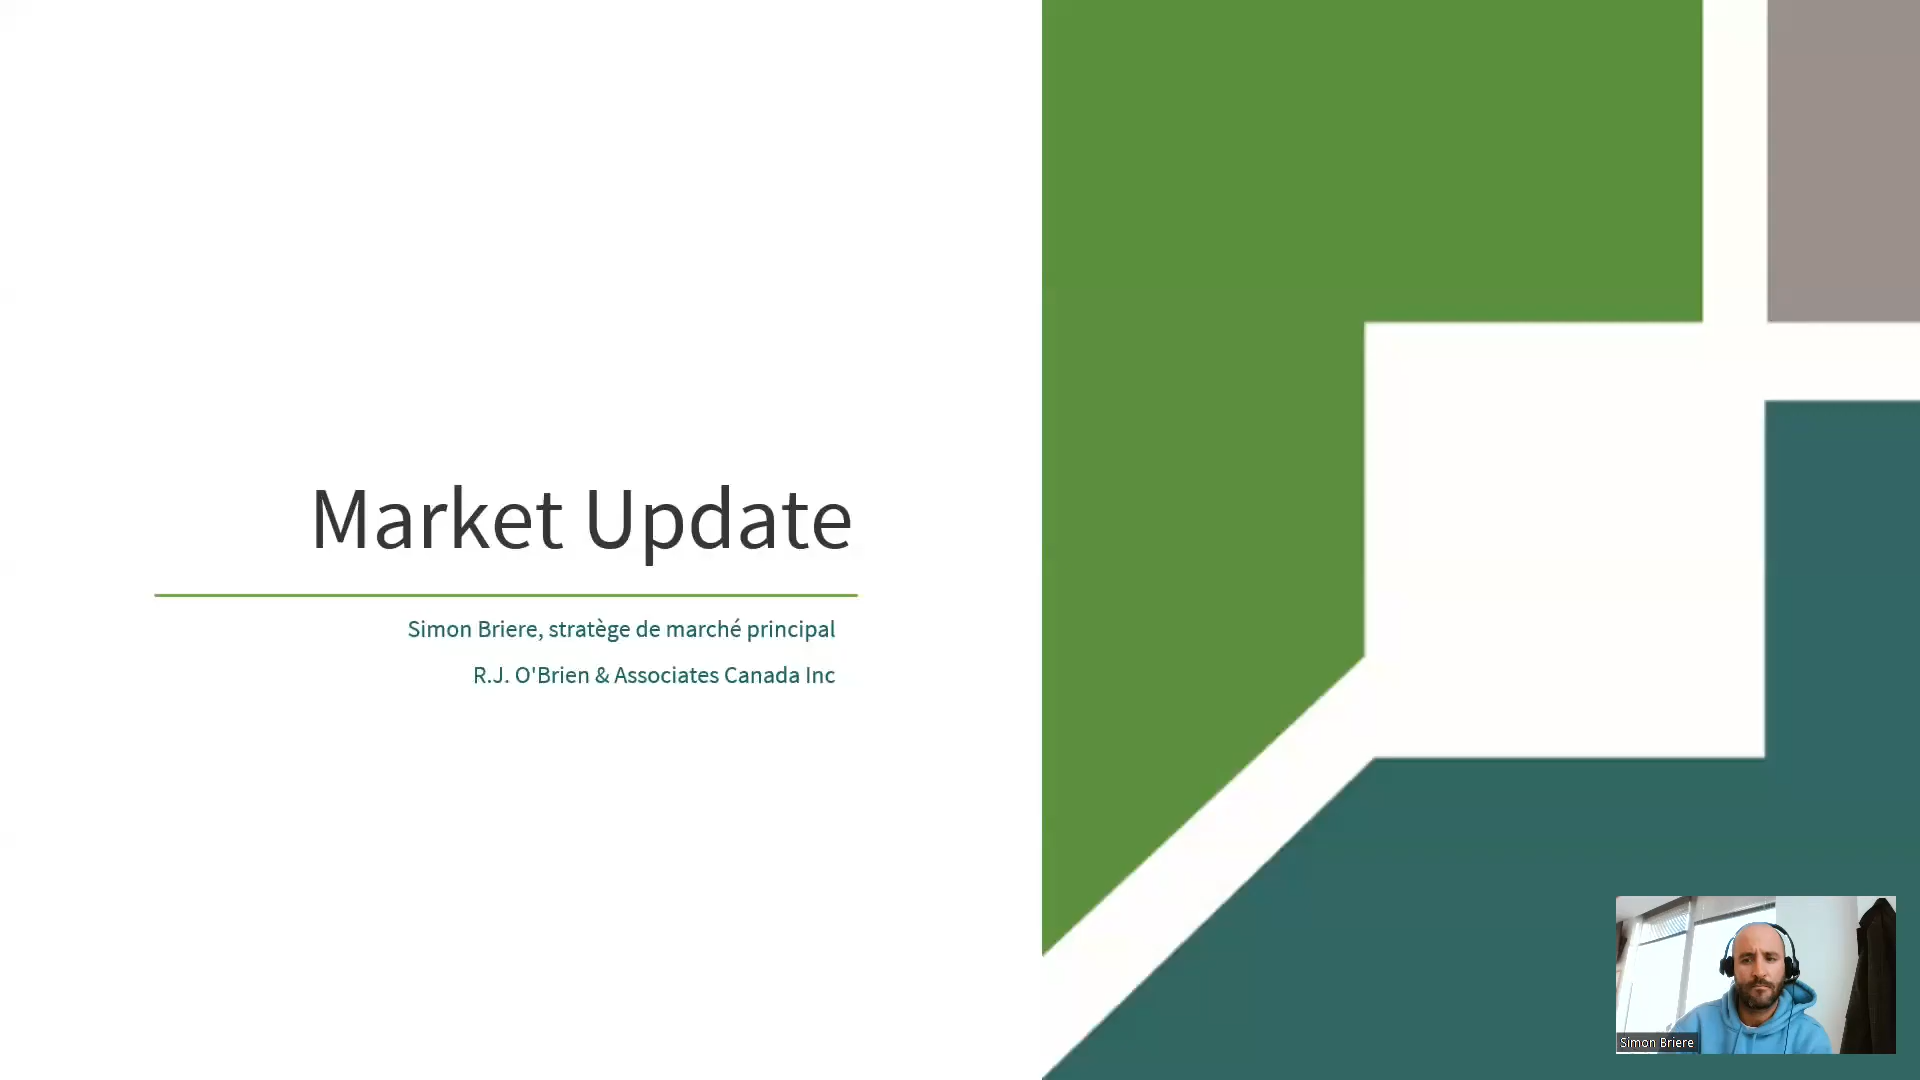 Market Update
Simon Briere, stratège de marché principal
R.J. O'Brien & Associates Canada Inc
Simon Briere